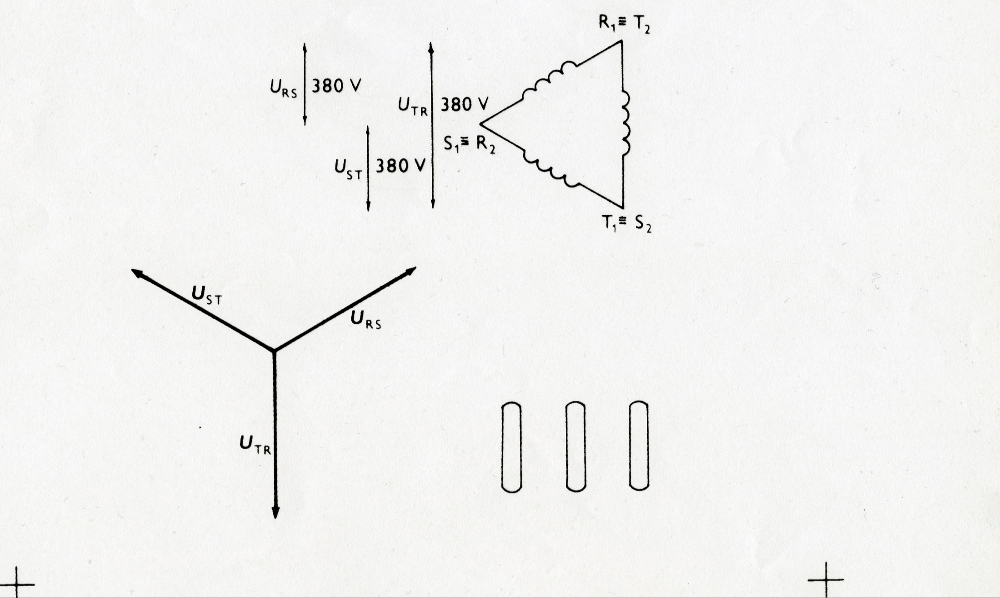 R₁≡ T₂
U_RS 380 V
U_TR 380 V
S₁≡ R₂
U_ST 380 V
T₁≡ S₂
U_ST
U_RS
U_TR